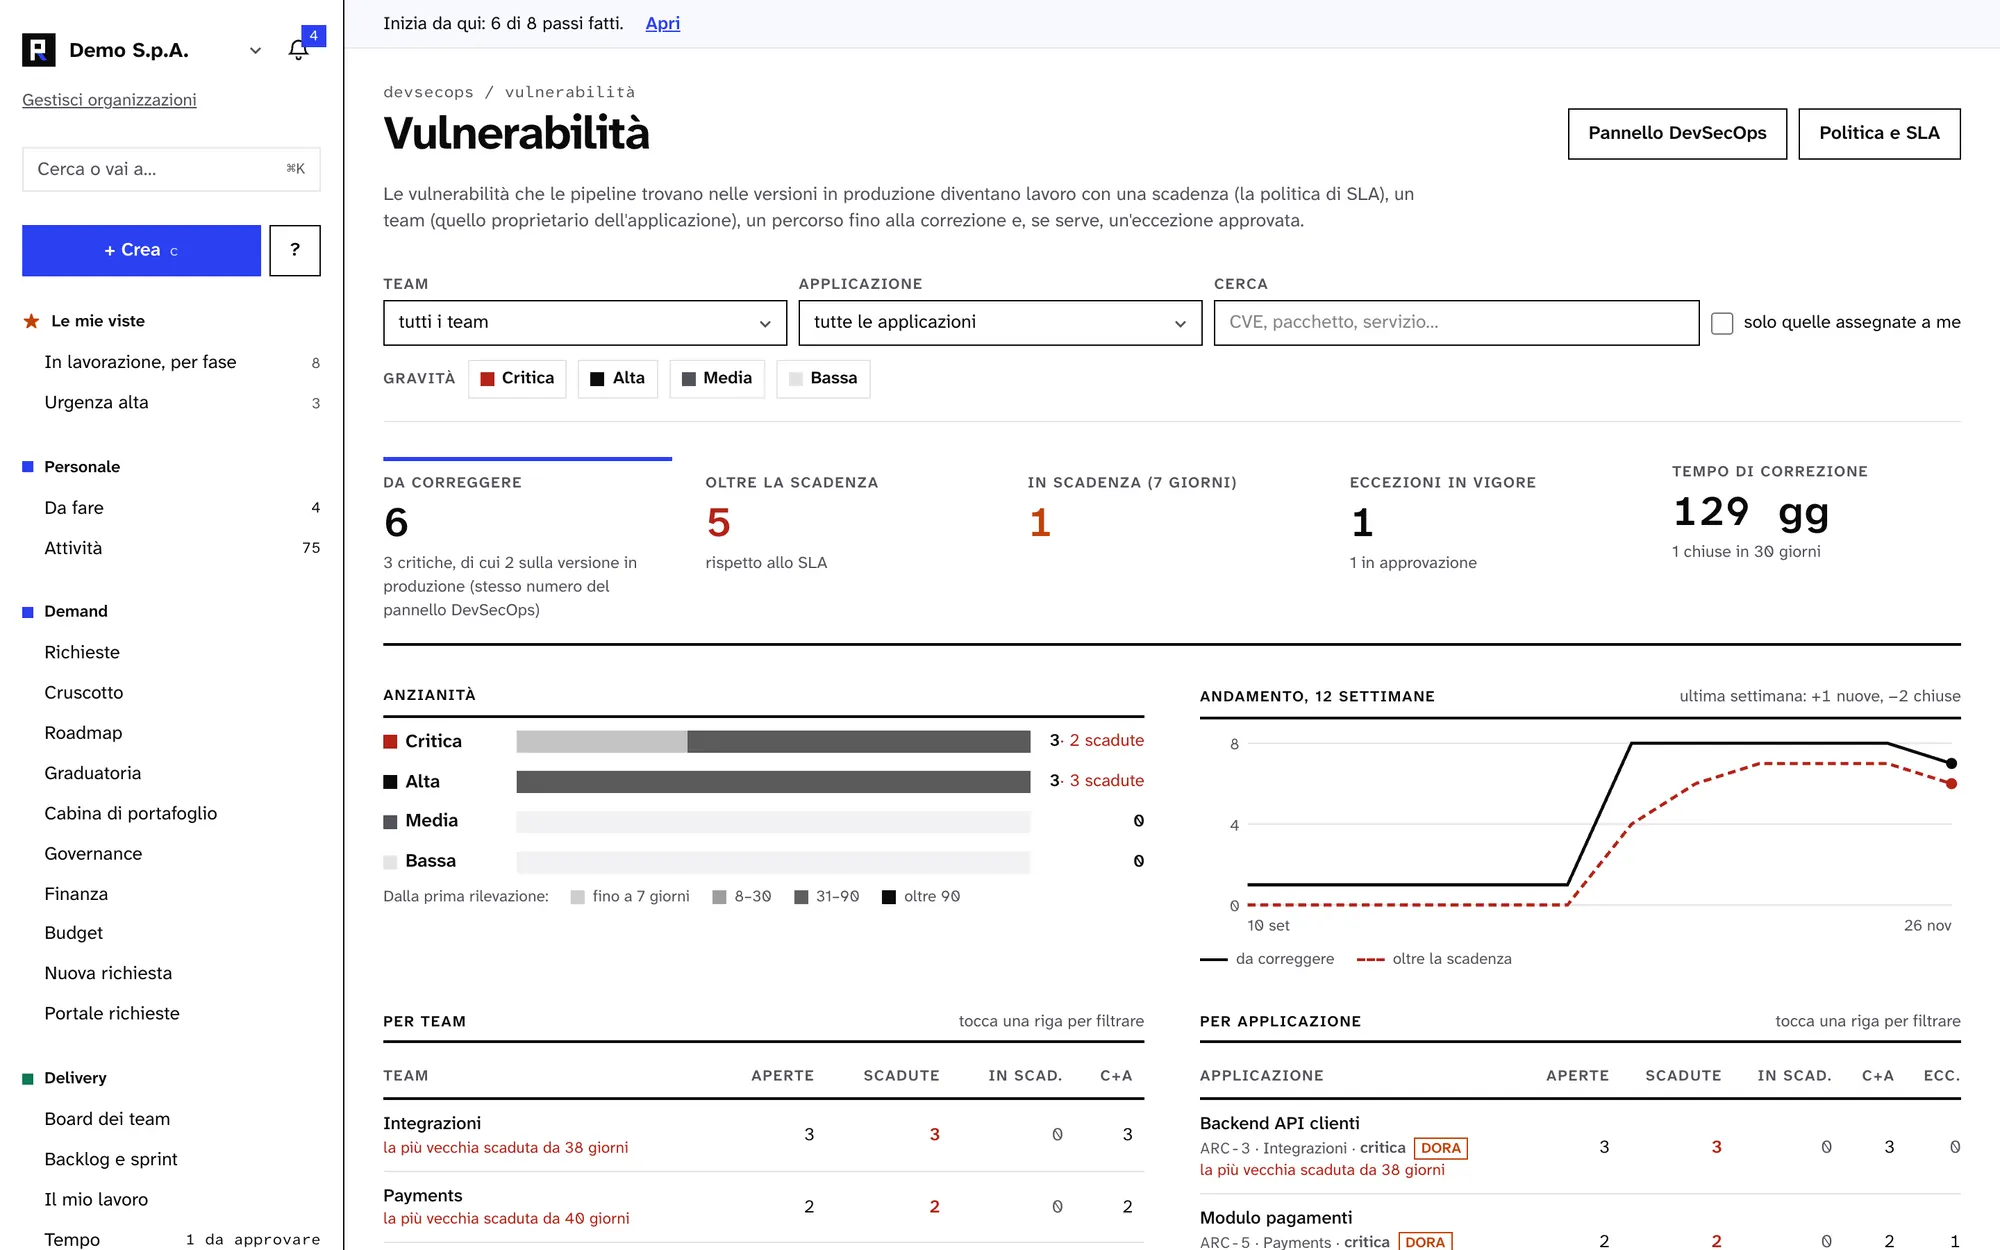 Inizia da qui: 6 di 8 passi fatti. Apri
Demo S.p.A.
4
Gestisci organizzazioni
Cerca o vai a... ⌘K
+ Crea c
?
Le mie viste
In lavorazione, per fase 8
Urgenza alta 3
Personale
Da fare 4
Attività 75
Demand
Richieste
Cruscotto
Roadmap
Graduatoria
Cabina di portafoglio
Governance
Finanza
Budget
Nuova richiesta
Portale richieste
Delivery
Board dei team
Backlog e sprint
Il mio lavoro
Tempo 1 da approvare
devsecops / vulnerabilità
Vulnerabilità
Pannello DevSecOps
Politica e SLA
Le vulnerabilità che le pipeline trovano nelle versioni in produzione diventano lavoro con una scadenza (la politica di SLA), un
team (quello proprietario dell'applicazione), un percorso fino alla correzione e, se serve, un'eccezione approvata.
TEAM APPLICAZIONE CERCA
tutti i team tutte le applicazioni CVE, pacchetto, servizio... solo quelle assegnate a me
GRAVITÀ Critica Alta Media Bassa
DA CORREGGERE
6
3 critiche, di cui 2 sulla versione in
produzione (stesso numero del
pannello DevSecOps)
OLTRE LA SCADENZA
5
rispetto allo SLA
IN SCADENZA (7 GIORNI)
1
ECCEZIONI IN VIGORE
1
1 in approvazione
TEMPO DI CORREZIONE
129 gg
1 chiuse in 30 giorni
ANZIANITÀ
Critica 3· 2 scadute
Alta 3· 3 scadute
Media 0
Bassa 0
Dalla prima rilevazione: fino a 7 giorni 8–30 31–90 oltre 90
ANDAMENTO, 12 SETTIMANE ultima settimana: +1 nuove, −2 chiuse
8
4
0
10 set 26 nov
da correggere oltre la scadenza
PER TEAM tocca una riga per filtrare
TEAM APERTE SCADUTE IN SCAD. C+A
Integrazioni 3 3 0 3
la più vecchia scaduta da 38 giorni
Payments 2 2 0 2
la più vecchia scaduta da 40 giorni
PER APPLICAZIONE tocca una riga per filtrare
APPLICAZIONE APERTE SCADUTE IN SCAD. C+A ECC.
Backend API clienti
ARC-3 · Integrazioni · critica DORA 3 3 0 3 0
la più vecchia scaduta da 38 giorni
Modulo pagamenti
ARC-5 · Payments · critica DORA 2 2 0 2 1